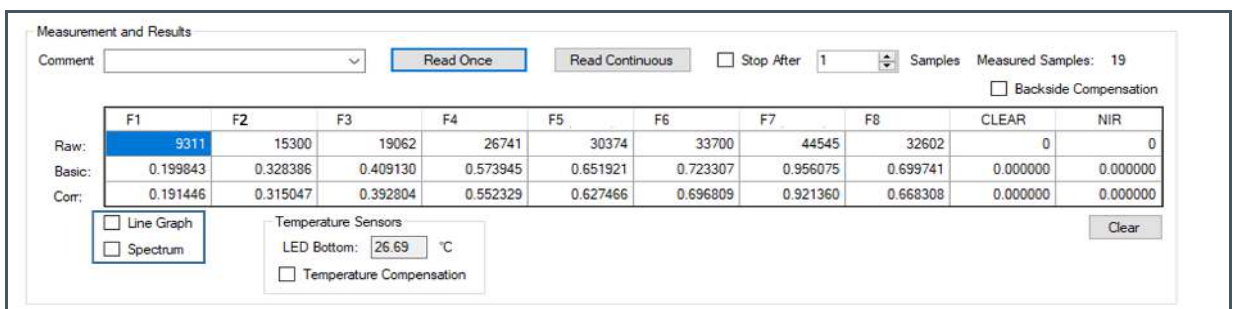 Measurement and Results
Comment Read Once Read Continuous Stop After 1 Samples Measured Samples: 19
Backside Compensation
F1 F2 F3 F4 F5 F6 F7 F8 CLEAR NIR
Raw: 9311 15300 19062 26741 30374 33700 44545 32602 0 0
Basic: 0.199843 0.328386 0.409130 0.573945 0.651921 0.723307 0.956075 0.699741 0.000000 0.000000
Corr: 0.191446 0.315047 0.392804 0.552329 0.627466 0.696809 0.921360 0.668308 0.000000 0.000000
Line Graph Temperature Sensors Clear
Spectrum LED Bottom: 26.69 °C
Temperature Compensation